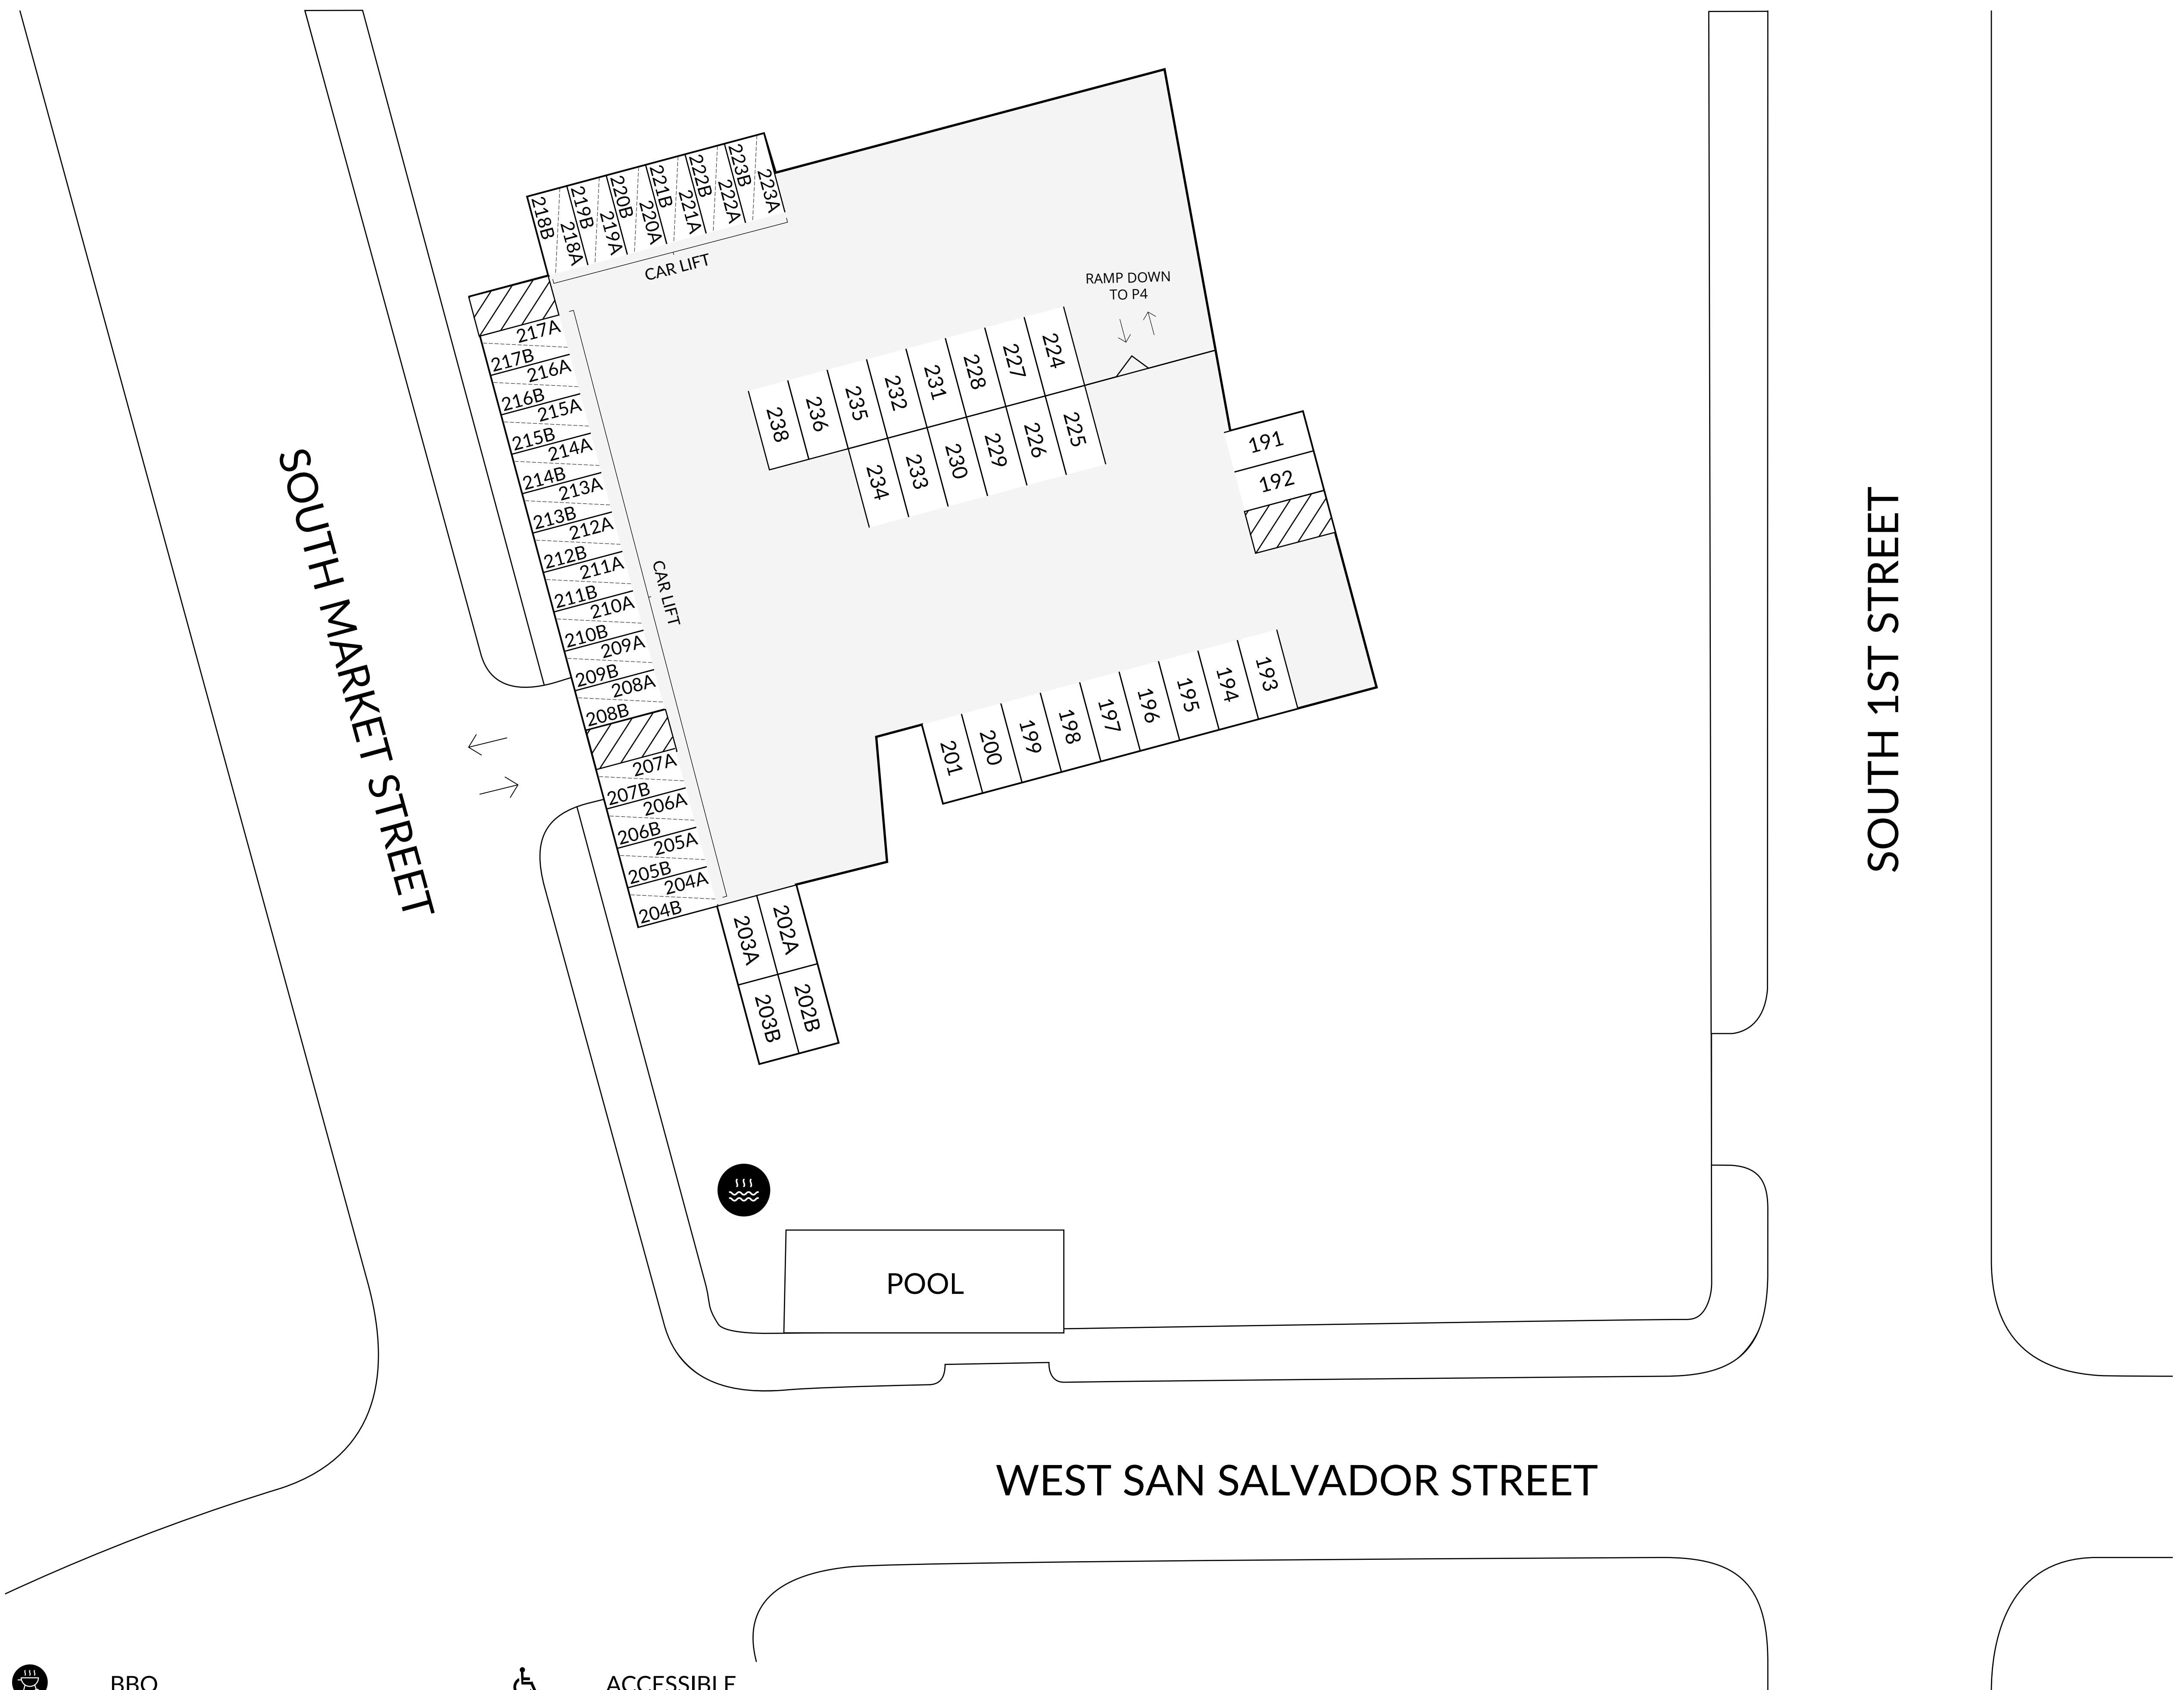 223B
222B
223A
221B
222A
220B
221A
219B
220A
218B
219A
218A
CAR LIFT
RAMP DOWN
TO P4
217A
217B
216A
216B
215A
215B
214A
214B
213A
213B
212A
212B
211A
211B
210A
210B
209A
209B
208A
208B
207A
207B
206A
206B
205A
205B
204A
204B
CAR LIFT
238
236
235
232
231
228
227
224
234
233
230
229
226
225
191
192
201
200
199
198
197
196
195
194
193
203A
202A
203B
202B
SOUTH MARKET STREET
SOUTH 1ST STREET
POOL
WEST SAN SALVADOR STREET
BBQ
ACCESSIBLE